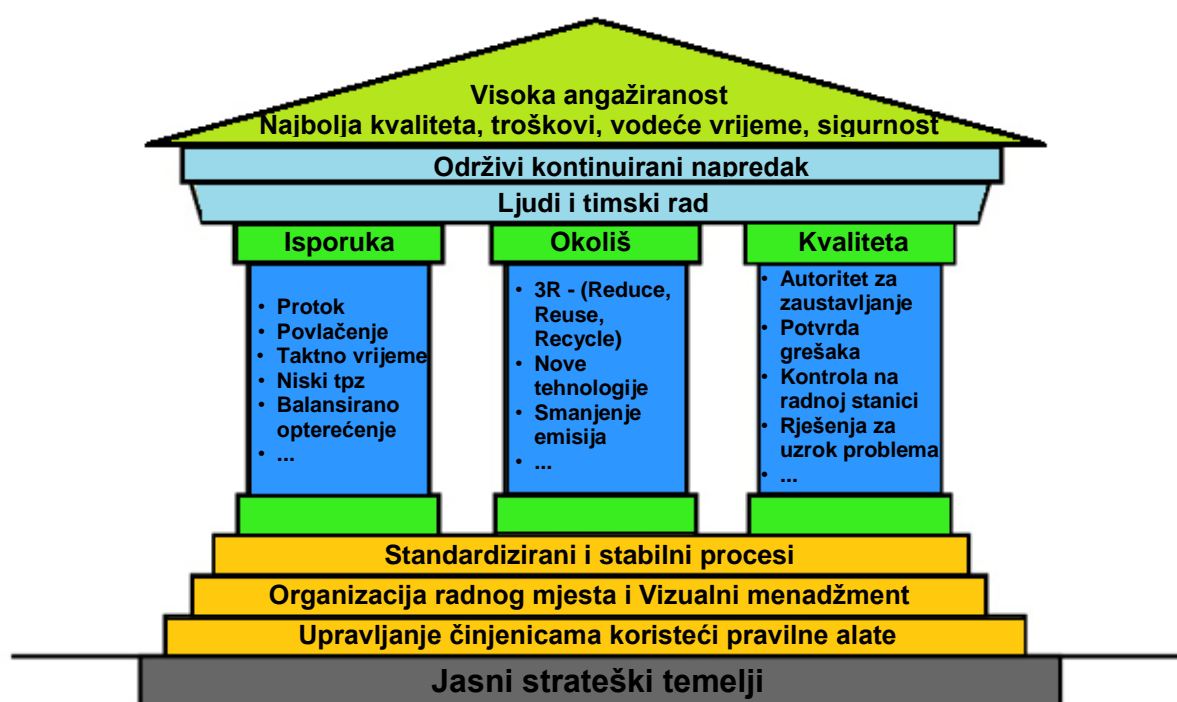 Visoka angažiranost
Najbolja kvaliteta, troškovi, vodeće vrijeme, sigurnost
Održivi kontinuirani napredak
Ljudi i timski rad
Isporuka
• Protok
• Povlačenje
• Taktno vrijeme
• Niski tpz
• Balansirano
opterećenje
• ...
Okoliš
• 3R - (Reduce,
Reuse,
Recycle)
• Nove
tehnologije
• Smanjenje
emisija
• ...
Kvaliteta
• Autoritet za
zaustavljanje
• Potvrda
grešaka
• Kontrola na
radnoj stanici
• Rješenja za
uzrok problema
• ...
Standardizirani i stabilni procesi
Organizacija radnog mjesta i Vizualni menadžment
Upravljanje činjenicama koristeći pravilne alate
Jasni strateški temelji